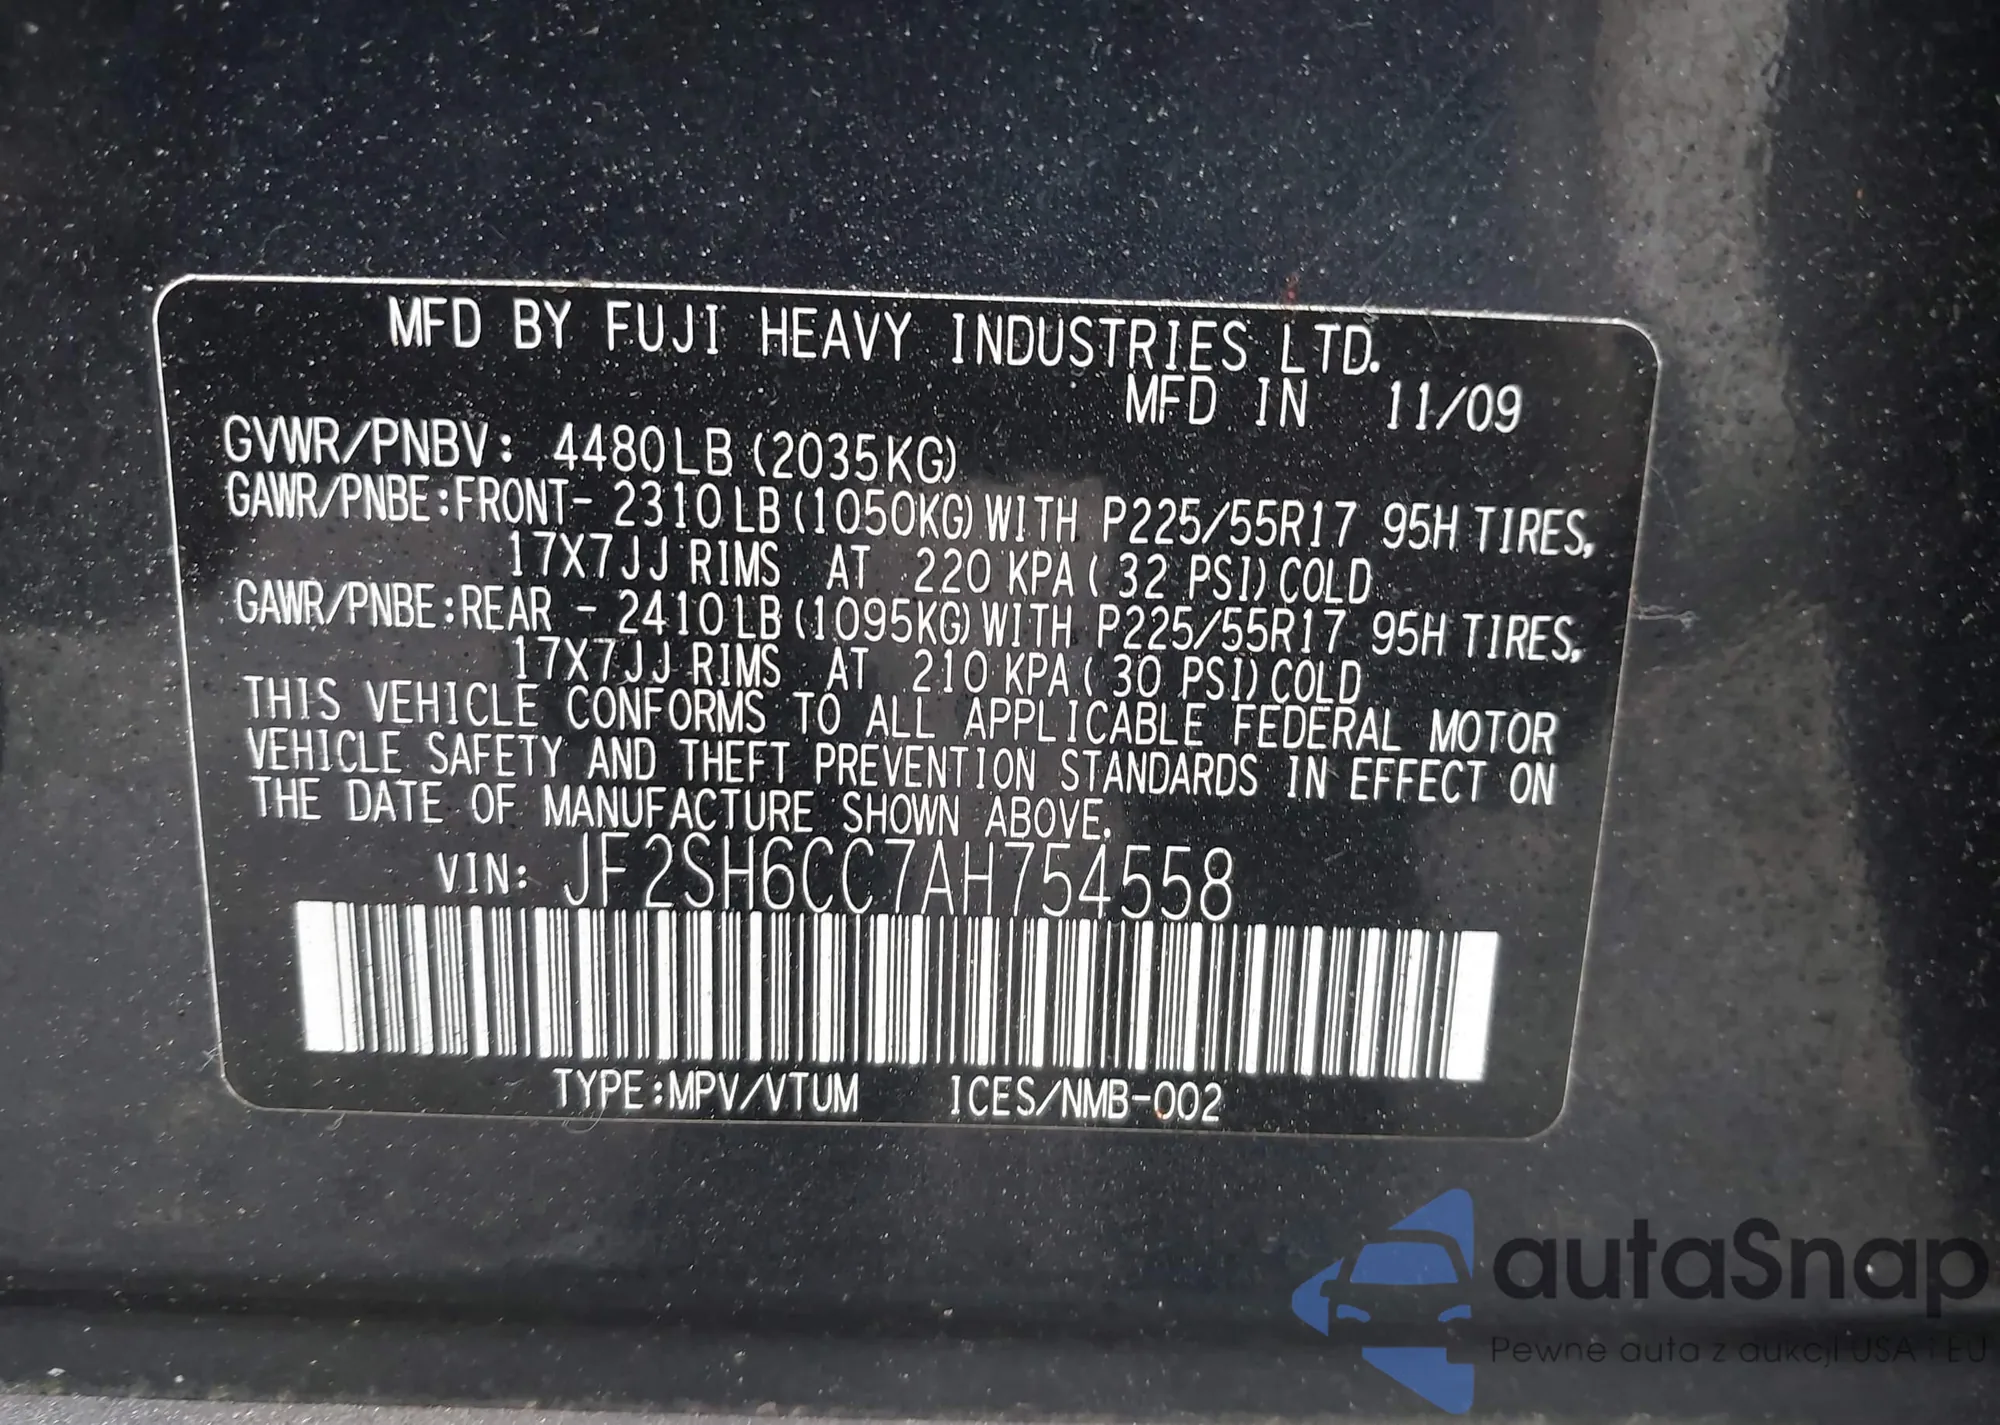 MFD BY FUJI HEAVY INDUSTRIES LTD.
MFD IN 11/09
GVWR/PNBV: 4480LB (2035KG)
GAWR/PNBE:FRONT- 2310LB (1050KG) WITH P225/55R17 95H TIRES,
17X7JJ RIMS AT 220 KPA ( 32 PSI) COLD
GAWR/PNBE:REAR - 2410LB (1095KG) WITH P225/55R17 95H TIRES,
17X7JJ RIMS AT 210 KPA ( 30 PSI) COLD
THIS VEHICLE CONFORMS TO ALL APPLICABLE FEDERAL MOTOR
VEHICLE SAFETY AND THEFT PREVENTION STANDARDS IN EFFECT ON
THE DATE OF MANUFACTURE SHOWN ABOVE.
VIN: JF2SH6CC7AH754558
TYPE:MPV/VTUM ICES/NMB-002
autaSnap
Pewne auta z aukcji USA i EU